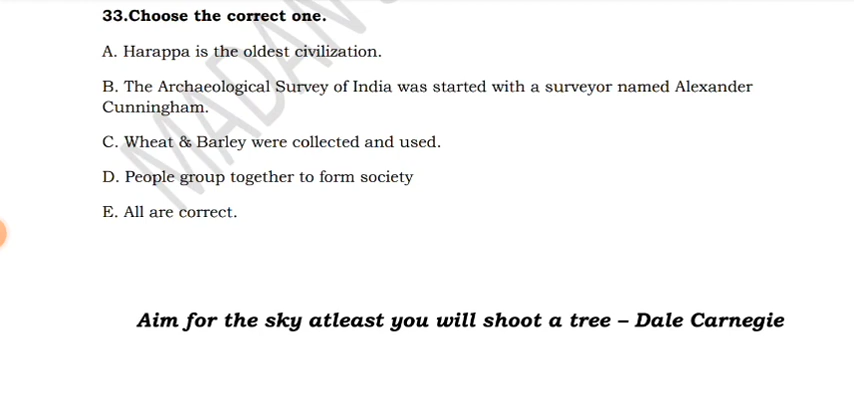 33.Choose the correct one.
A. Harappa is the oldest civilization.
B. The Archaeological Survey of India was started with a surveyor named Alexander
Cunningham.
C. Wheat & Barley were collected and used.
D. People group together to form society
E. All are correct.
Aim for the sky atleast you will shoot a tree – Dale Carnegie
MADAN